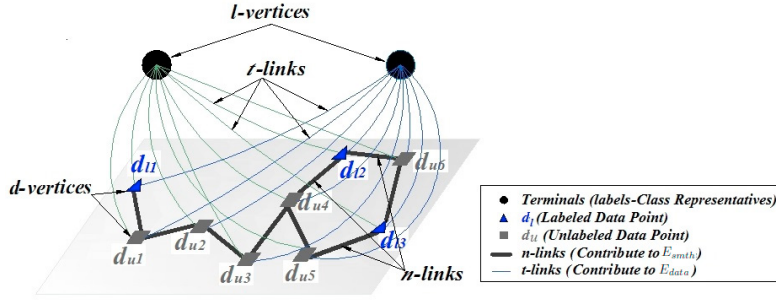 l-vertices
t-links
d_l1
d_l2
d_u6
d-vertices
d_u4
d_u1
d_u2
d_l3
d_u3
d_u5
n-links
Terminals (labels-Class Representatives)
d_l (Labeled Data Point)
d_u (Unlabeled Data Point)
n-links (Contribute to E_smth)
t-links (Contribute to E_data)